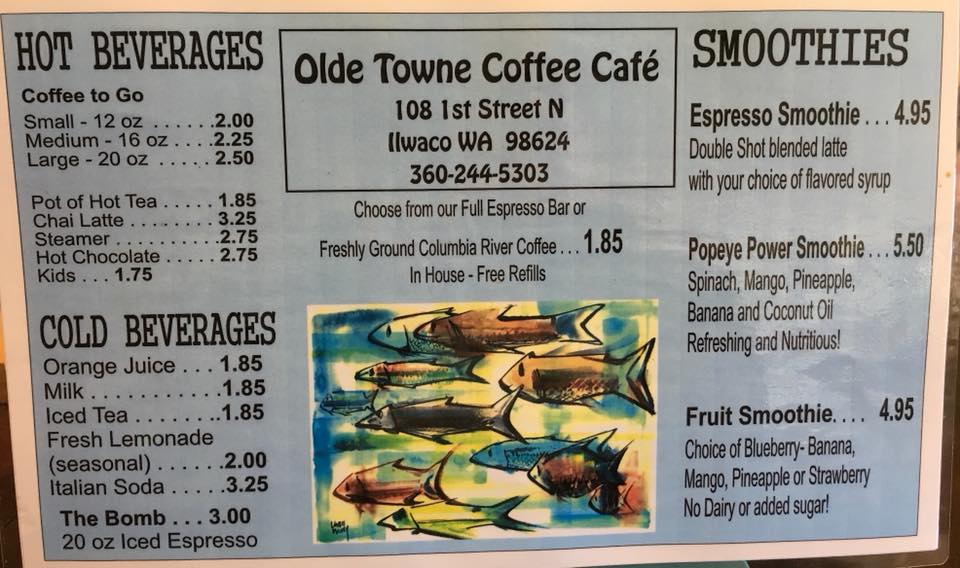 HOT BEVERAGES
Coffee to Go
Small - 12 oz . . . . . .2.00
Medium - 16 oz . . . .2.25
Large - 20 oz . . . . . 2.50
Pot of Hot Tea . . . . . 1.85
Chai Latte . . . . . . . . 3.25
Steamer . . . . . . . . . .2.75
Hot Chocolate . . . . . 2.75
Kids . . . 1.75
COLD BEVERAGES
Orange Juice . . . 1.85
Milk . . . . . . . . . . .1.85
Iced Tea . . . . . . . ..1.85
Fresh Lemonade
(seasonal) . . . . . .2.00
Italian Soda . . . . .3.25
The Bomb . . . 3.00
20 oz Iced Espresso
Olde Towne Coffee Café
108 1st Street N
Ilwaco WA 98624
360-244-5303
Choose from our Full Espresso Bar or
Freshly Ground Columbia River Coffee . . . 1.85
In House - Free Refills
SMOOTHIES
Espresso Smoothie . . . 4.95
Double Shot blended latte
with your choice of flavored syrup
Popeye Power Smoothie . . . 5.50
Spinach, Mango, Pineapple,
Banana and Coconut Oil
Refreshing and Nutritious!
Fruit Smoothie. . . . 4.95
Choice of Blueberry- Banana,
Mango, Pineapple or Strawberry
No Dairy or added sugar!